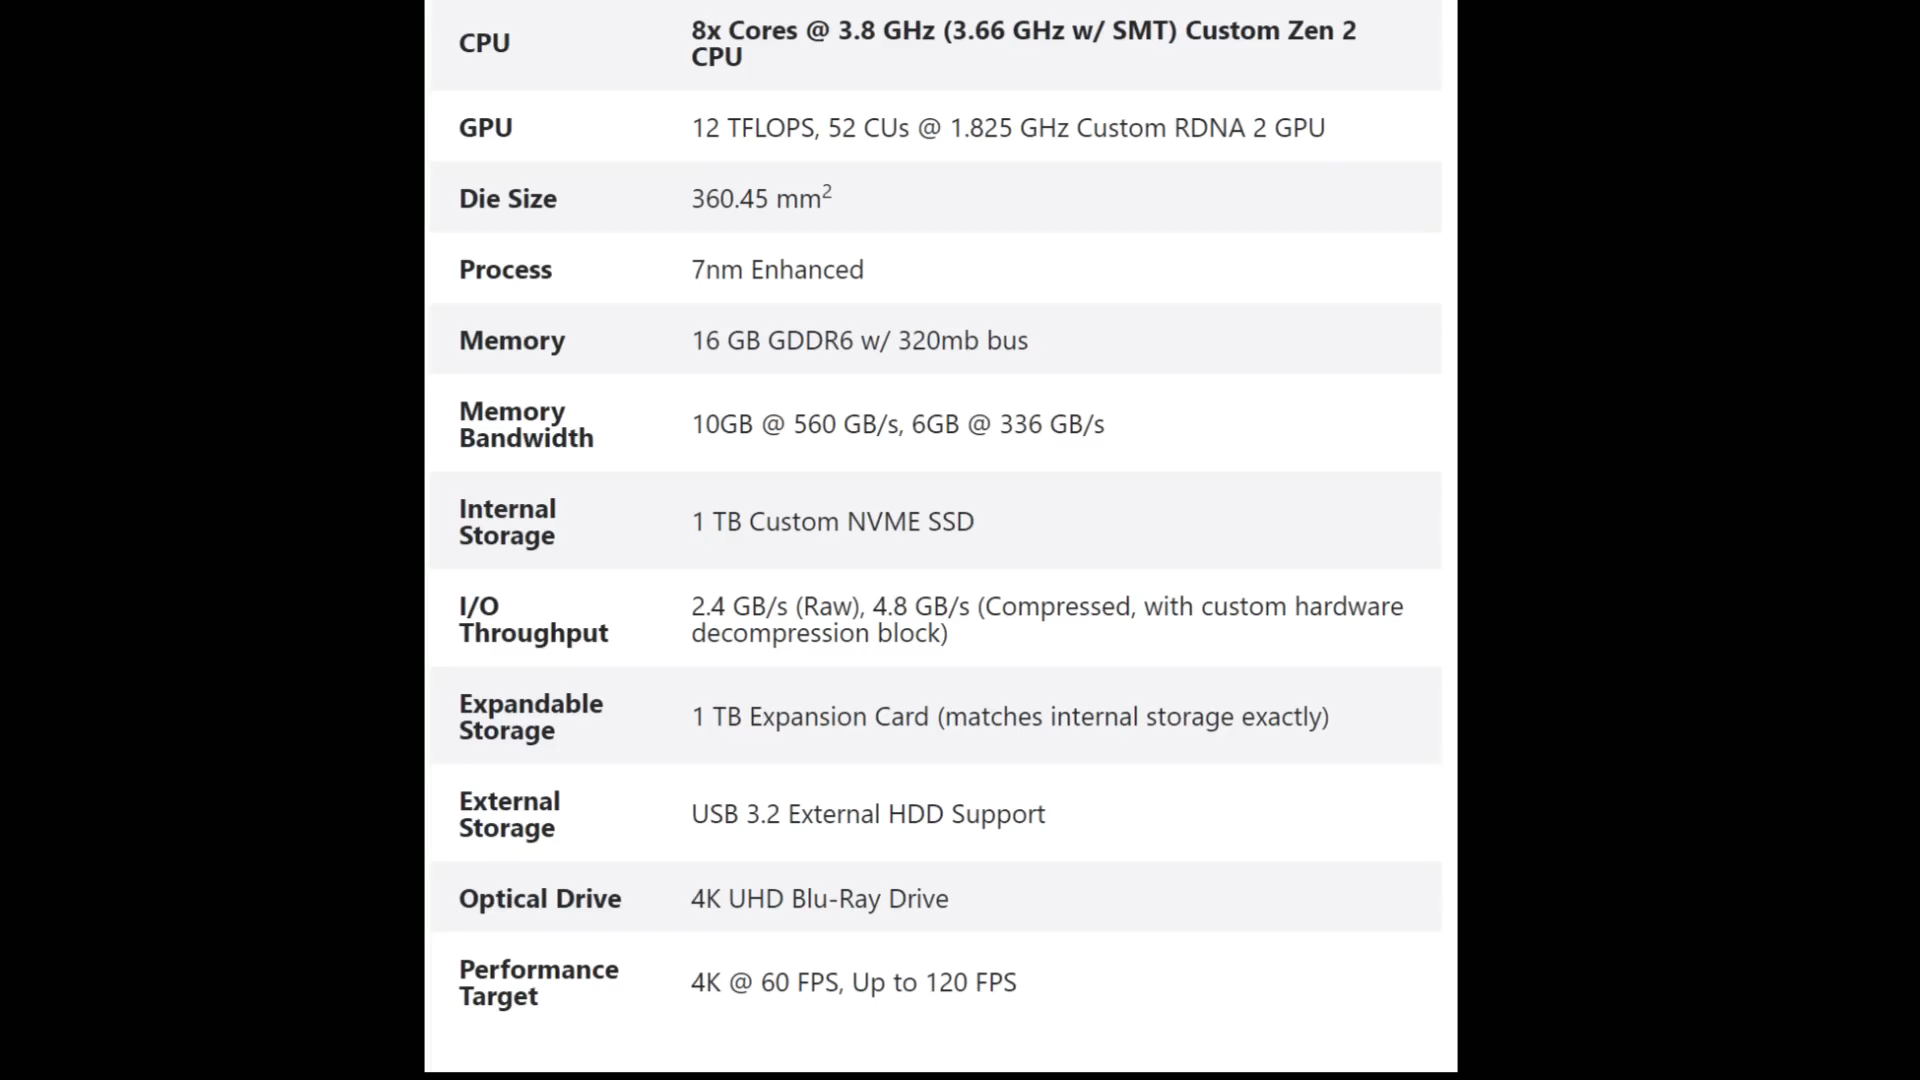 CPU
8x Cores @ 3.8 GHz (3.66 GHz w/ SMT) Custom Zen 2
CPU
GPU
12 TFLOPS, 52 CUs @ 1.825 GHz Custom RDNA 2 GPU
Die Size
360.45 mm²
Process
7nm Enhanced
Memory
16 GB GDDR6 w/ 320mb bus
Memory
Bandwidth
10GB @ 560 GB/s, 6GB @ 336 GB/s
Internal
Storage
1 TB Custom NVME SSD
I/O
Throughput
2.4 GB/s (Raw), 4.8 GB/s (Compressed, with custom hardware
decompression block)
Expandable
Storage
1 TB Expansion Card (matches internal storage exactly)
External
Storage
USB 3.2 External HDD Support
Optical Drive
4K UHD Blu-Ray Drive
Performance
Target
4K @ 60 FPS, Up to 120 FPS